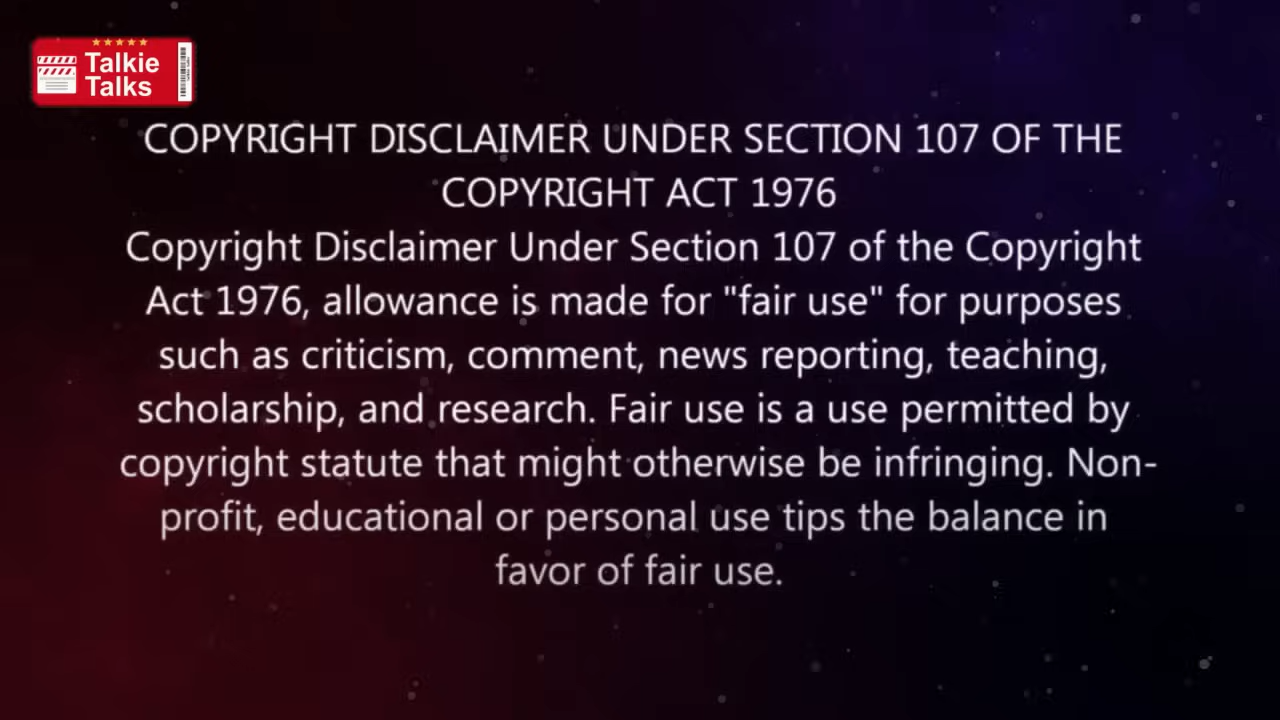 Talkie
Talks
COPYRIGHT DISCLAIMER UNDER SECTION 107 OF THE
COPYRIGHT ACT 1976
Copyright Disclaimer Under Section 107 of the Copyright
Act 1976, allowance is made for "fair use" for purposes
such as criticism, comment, news reporting, teaching,
scholarship, and research. Fair use is a use permitted by
copyright statute that might otherwise be infringing. Non-
profit, educational or personal use tips the balance in
favor of fair use.